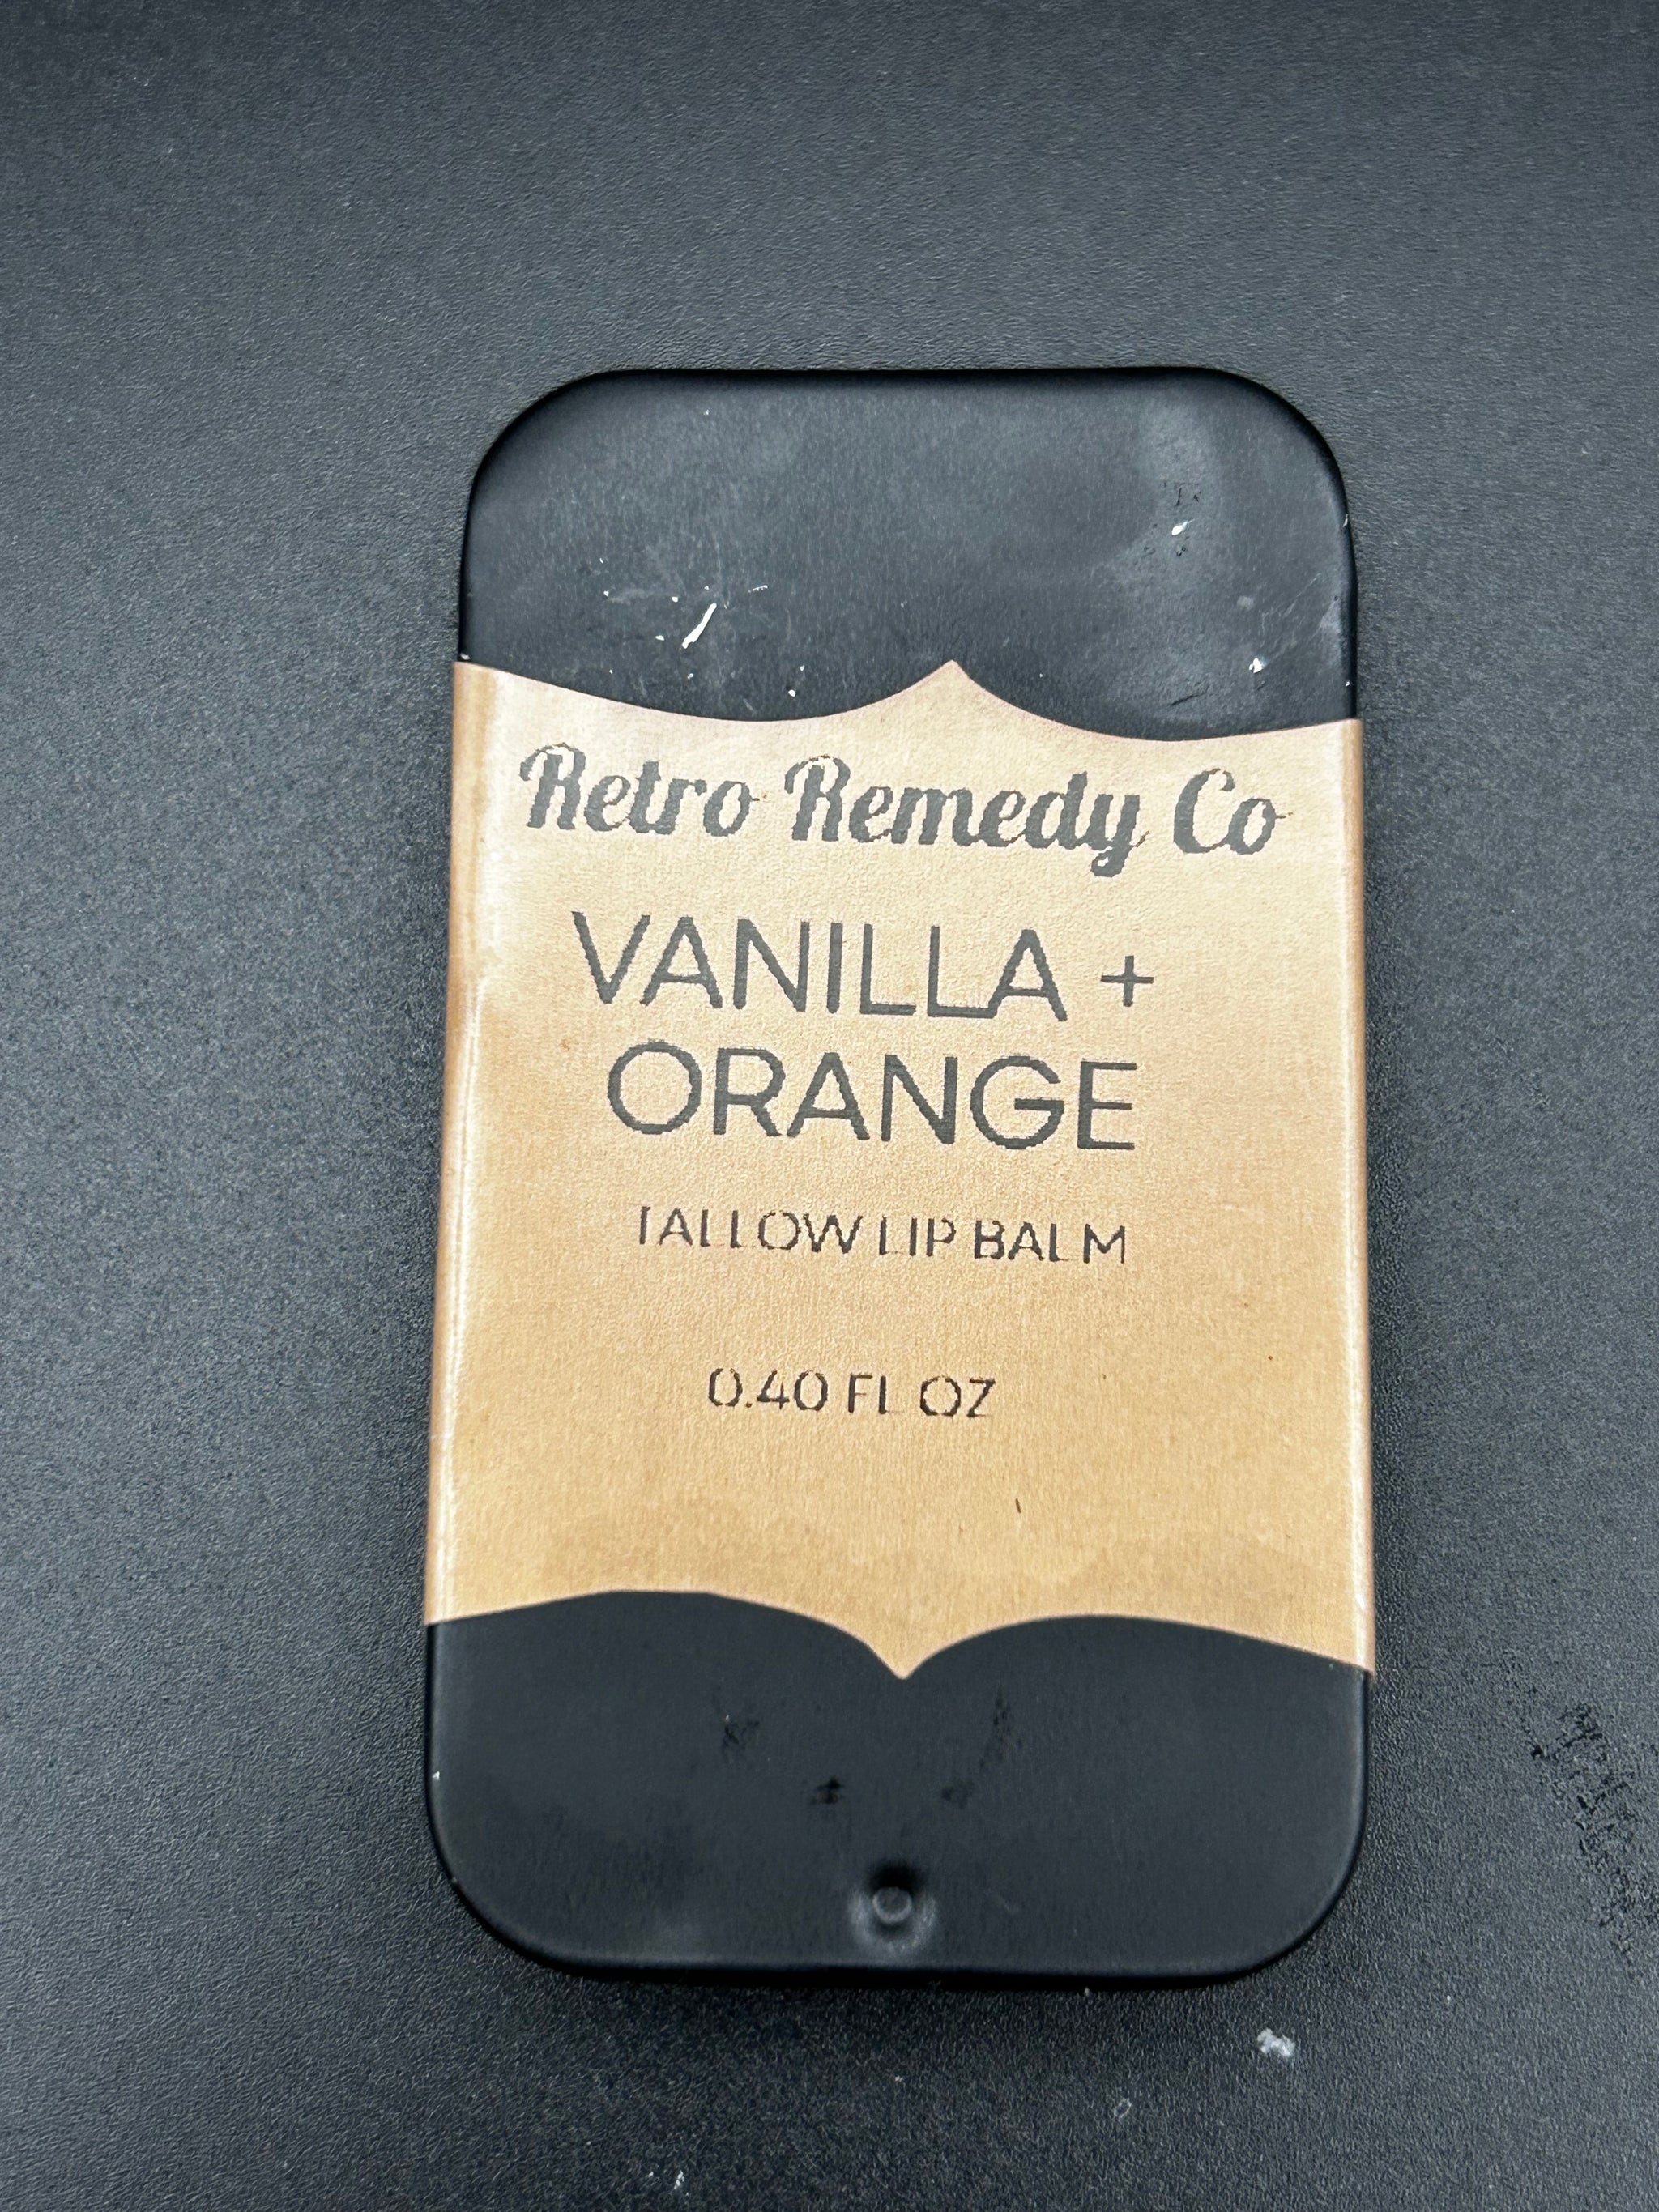 Retro Remedy Co
VANILLA +
ORANGE
TALLOW LIP BALM
0.40 FL OZ